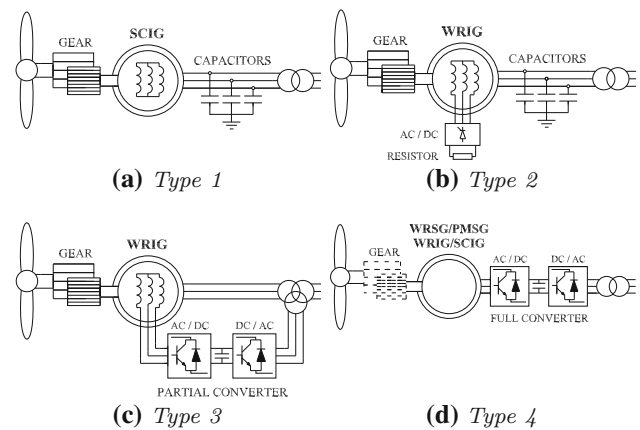 SCIG
GEAR
CAPACITORS
(a) Type 1
WRIG
GEAR
CAPACITORS
AC / DC
RESISTOR
(b) Type 2
WRIG
GEAR
AC / DC
DC / AC
PARTIAL CONVERTER
(c) Type 3
WRSG/PMSG
WRIG/SCIG
GEAR
AC / DC
DC / AC
FULL CONVERTER
(d) Type 4